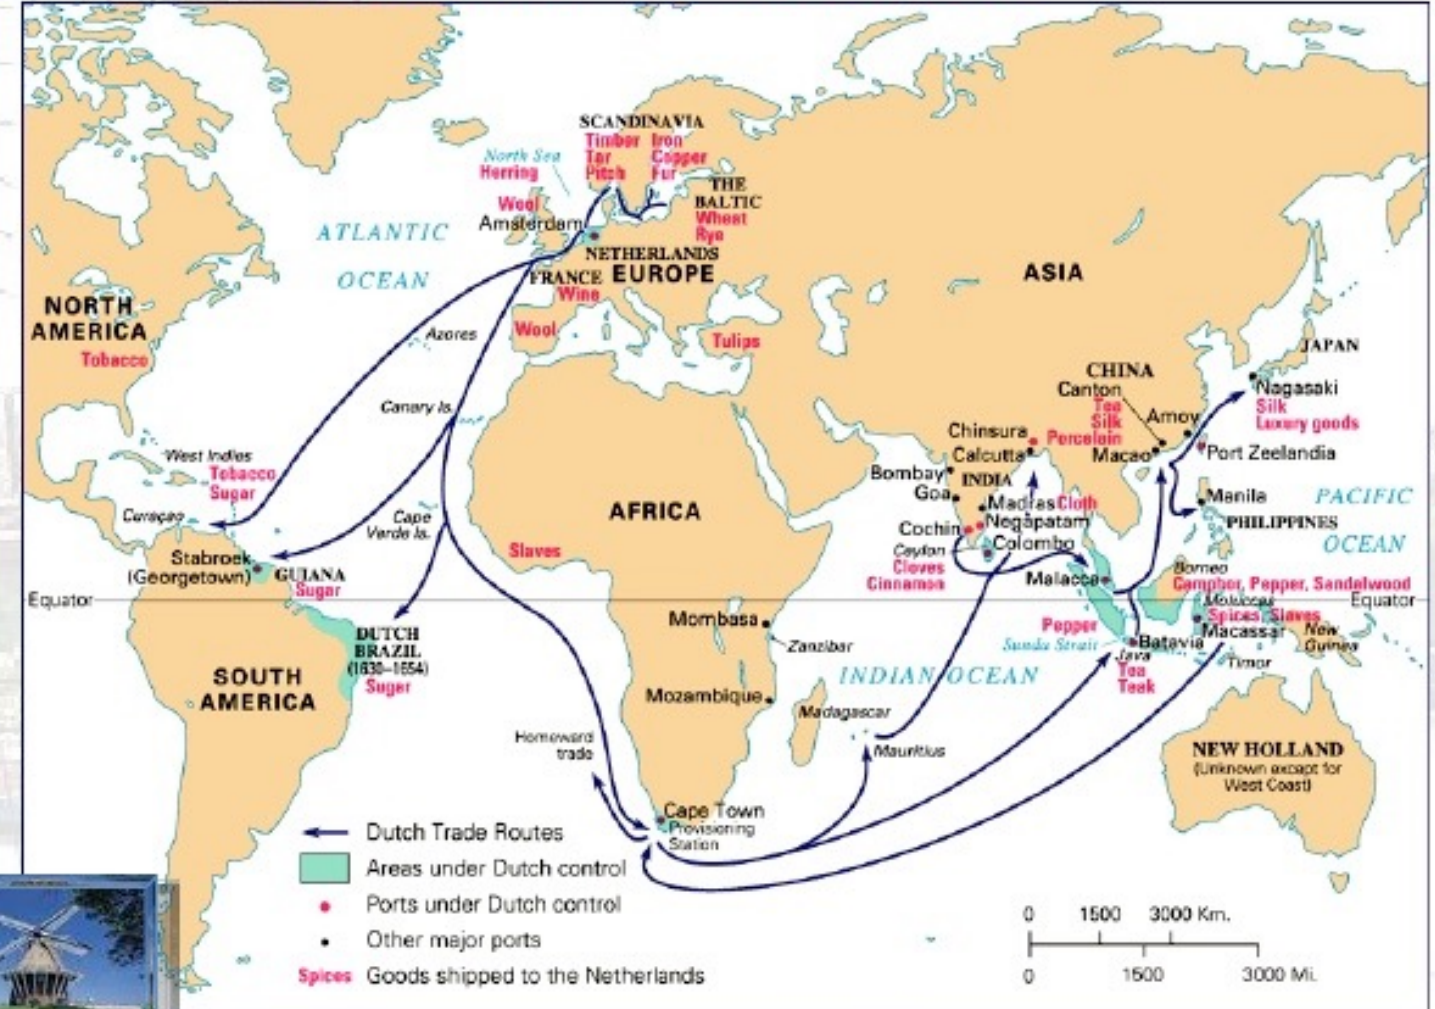 SCANDINAVIA
Timber Iron
Tar Copper
Pitch Fur
North Sea
Herring
THE
BALTIC
Wheat
Rye
Wool
Amsterdam
NETHERLANDS
EUROPE
FRANCE
Wine
Wool
Tulips
ATLANTIC
OCEAN
ASIA
NORTH
AMERICA
Tobacco
Azores
Canary Is.
JAPAN
Nagasaki
Silk
Luxury goods
CHINA
Canton
Tea
Silk
Porcelain
Amoy
Macao
Port Zeelandia
Chinsura
Calcutta
Bombay
INDIA
Goa
Madras Cloth
Negapatam
Cochin
Colombo
Ceylon
Cloves
Cinnamon
Manila
PHILIPPINES
PACIFIC
OCEAN
West Indies
Tobacco
Sugar
Curaçao
Cape
Verde Is.
AFRICA
Slaves
Stabroek
(Georgetown)
GUIANA
Sugar
Malacca
Borneo
Camphor, Pepper, Sandelwood
Equator
Equator
Moluccas
Spices, Slaves
Macassar
New
Guinea
Pepper
Sunda Strait
Batavia
Java
Tea
Teak
Timor
DUTCH
BRAZIL
(1630–1654)
Sugar
SOUTH
AMERICA
Mombasa
Zanzibar
Mozambique
INDIAN OCEAN
Madagascar
Mauritius
Homeward
trade
NEW HOLLAND
(Unknown except for
West Coast)
Cape Town
Provisioning
Station
Dutch Trade Routes
Areas under Dutch control
Ports under Dutch control
Other major ports
Spices Goods shipped to the Netherlands
0 1500 3000 Km.
0 1500 3000 Mi.